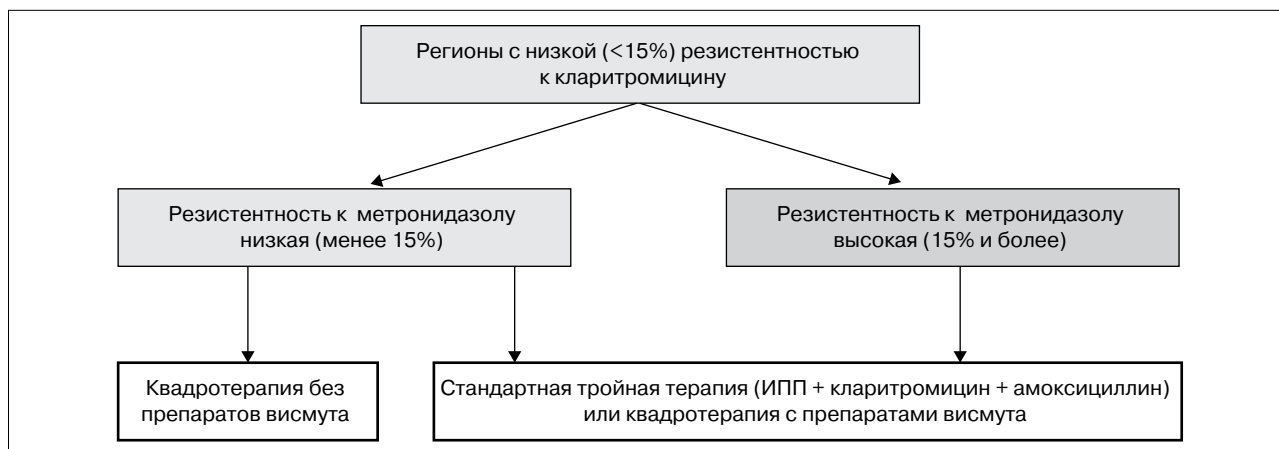 Регионы с низкой (<15%) резистентностью
к кларитромицину
Резистентность к метронидазолу
низкая (менее 15%)
Резистентность к метронидазолу
высокая (15% и более)
Квадротерапия без
препаратов висмута
Стандартная тройная терапия (ИПП + кларитромицин + амоксициллин)
или квадротерапия с препаратами висмута